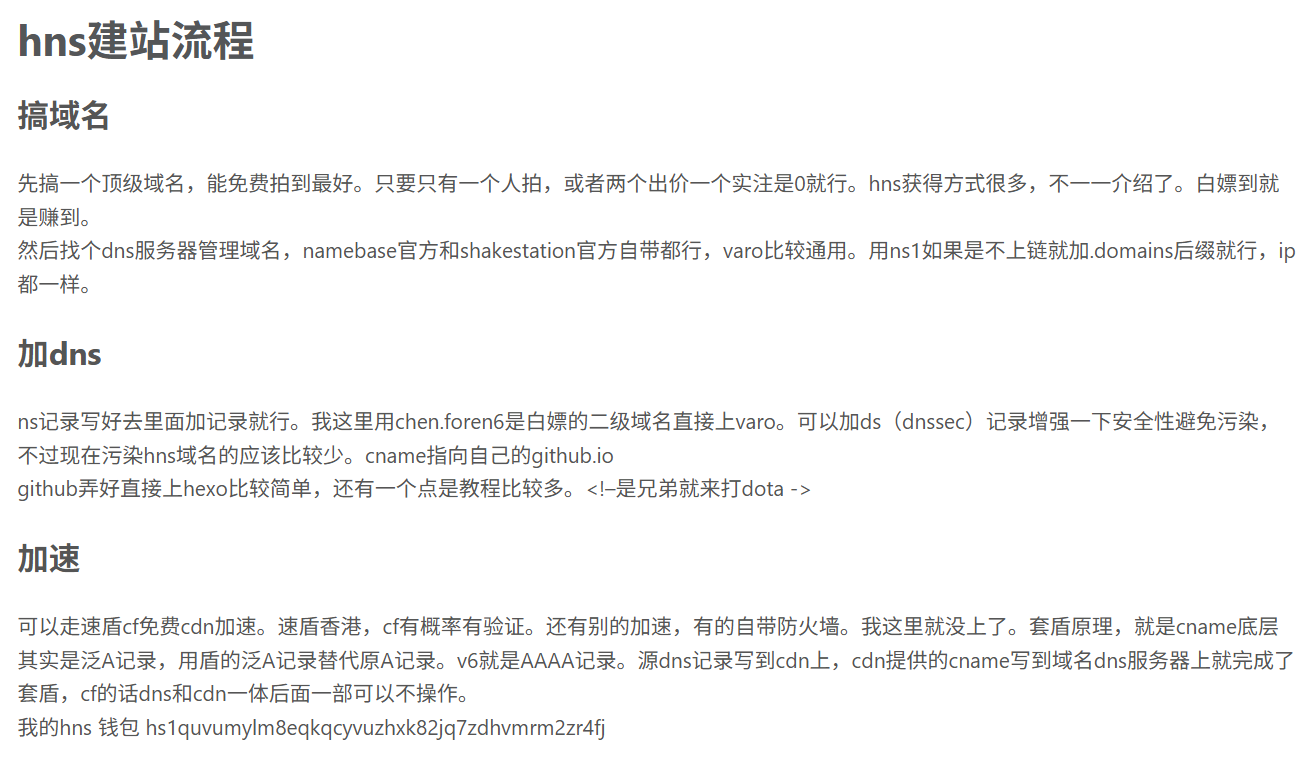 hns建站流程
搞域名
先搞一个顶级域名，能免费拍到最好。只要只有一个人拍，或者两个出价一个实注是0就行。hns获得方式很多，不一一介绍了。白嫖到就
是赚到。
然后找个dns服务器管理域名，namebase官方和shakestation官方自带都行，varo比较通用。用ns1如果是不上链就加.domains后缀就行，ip
都一样。
加dns
ns记录写好去里面加记录就行。我这里用chen.foren6是白嫖的二级域名直接上varo。可以加ds（dnssec）记录增强一下安全性避免污染，
不过现在污染hns域名的应该比较少。cname指向自己的github.io
github弄好直接上hexo比较简单，还有一个点是教程比较多。<!–是兄弟就来打dota ->
加速
可以走速盾cf免费cdn加速。速盾香港，cf有概率有验证。还有别的加速，有的自带防火墙。我这里就没上了。套盾原理，就是cname底层
其实是泛A记录，用盾的泛A记录替代原A记录。v6就是AAAA记录。源dns记录写到cdn上，cdn提供的cname写到域名dns服务器上就完成了
套盾，cf的话dns和cdn一体后面一部可以不操作。
我的hns 钱包 hs1quvumylm8eqkqcyvuzhxk82jq7zdhvmrm2zr4fj